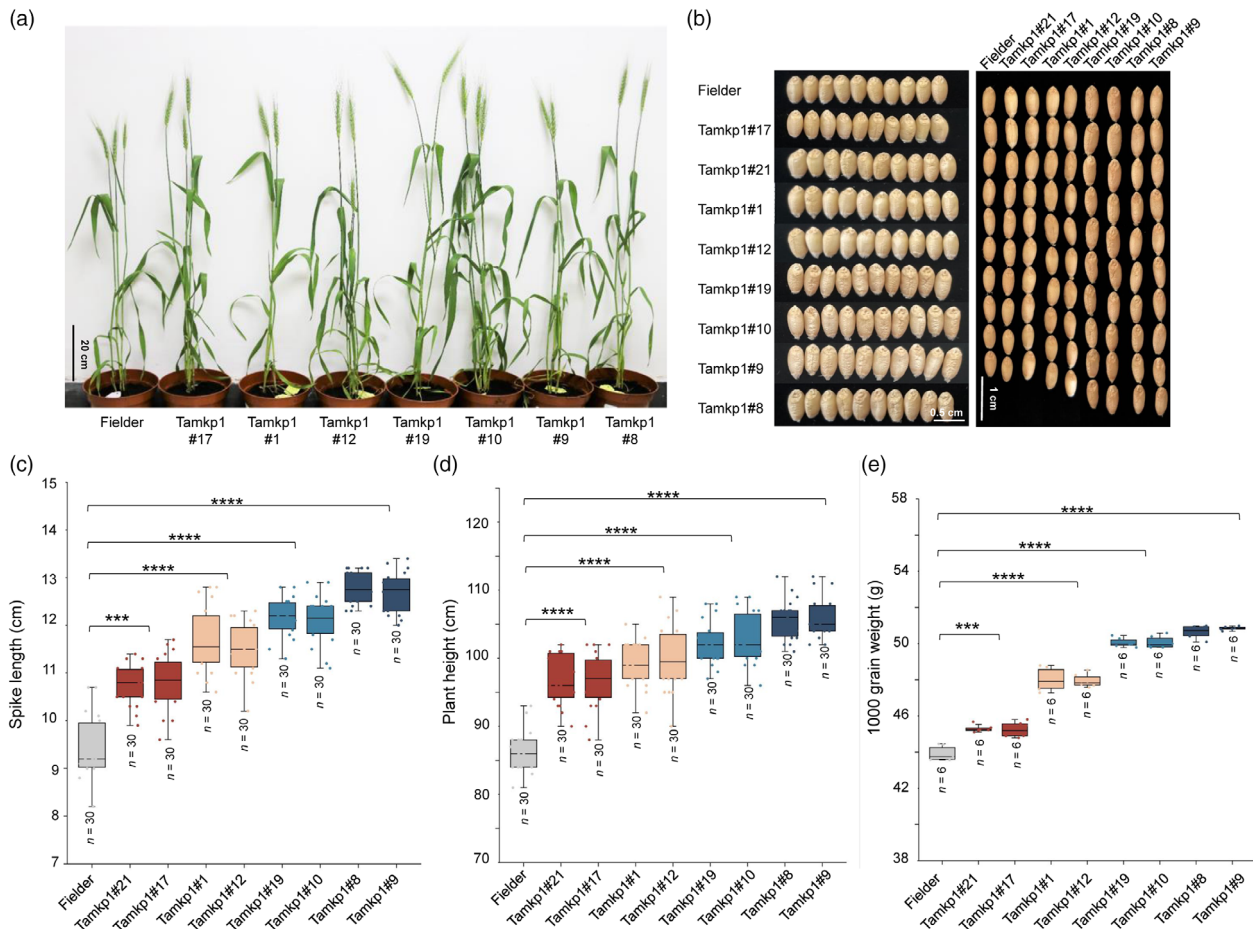 (a)
20 cm
Fielder
Tamkp1
#17
Tamkp1
#1
Tamkp1
#12
Tamkp1
#19
Tamkp1
#10
Tamkp1
#9
Tamkp1
#8
(b)
Fielder
Tamkp1#17
Tamkp1#21
Tamkp1#1
Tamkp1#12
Tamkp1#19
Tamkp1#10
Tamkp1#9
Tamkp1#8
0.5 cm
Fielder
Tamkp1#21
Tamkp1#17
Tamkp1#1
Tamkp1#12
Tamkp1#19
Tamkp1#10
Tamkp1#8
Tamkp1#9
1 cm
(c)
Spike length (cm)
15
14
13
12
11
10
9
8
7
****
****
****
***
n = 30
n = 30
n = 30
n = 30
n = 30
n = 30
n = 30
n = 30
n = 30
Fielder
Tamkp1#21
Tamkp1#17
Tamkp1#1
Tamkp1#12
Tamkp1#19
Tamkp1#10
Tamkp1#8
Tamkp1#9
(d)
Plant height (cm)
120
110
100
90
80
70
****
****
****
****
n = 30
n = 30
n = 30
n = 30
n = 30
n = 30
n = 30
n = 30
n = 30
Fielder
Tamkp1#21
Tamkp1#17
Tamkp1#1
Tamkp1#12
Tamkp1#19
Tamkp1#10
Tamkp1#8
Tamkp1#9
(e)
1000 grain weight (g)
58
54
50
46
42
38
****
****
****
***
n = 6
n = 6
n = 6
n = 6
n = 6
n = 6
n = 6
n = 6
n = 6
Fielder
Tamkp1#21
Tamkp1#17
Tamkp1#1
Tamkp1#12
Tamkp1#19
Tamkp1#10
Tamkp1#8
Tamkp1#9